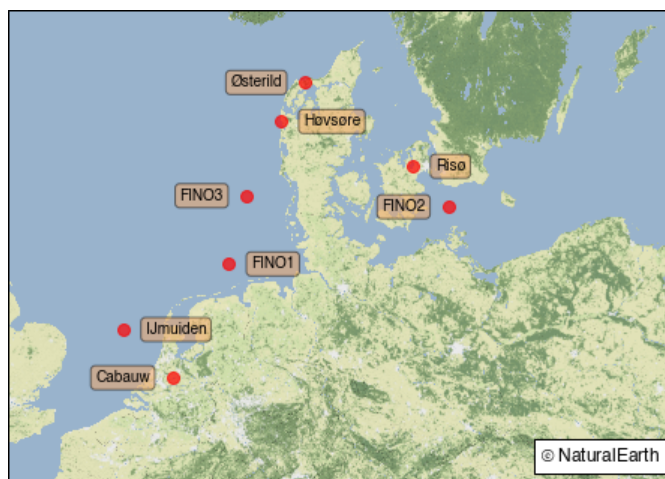 Østerild
Høvsøre
Risø
FINO3
FINO2
FINO1
IJmuiden
Cabauw
© NaturalEarth